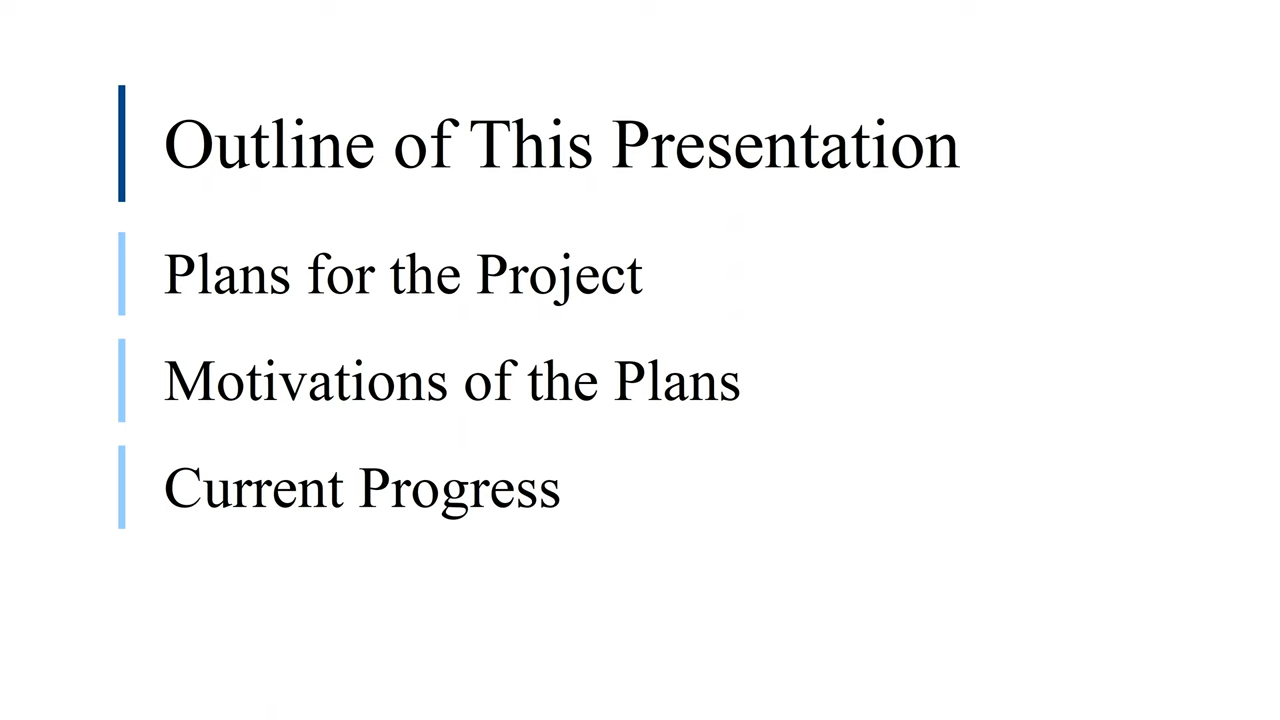 Outline of This Presentation
Plans for the Project
Motivations of the Plans
Current Progress